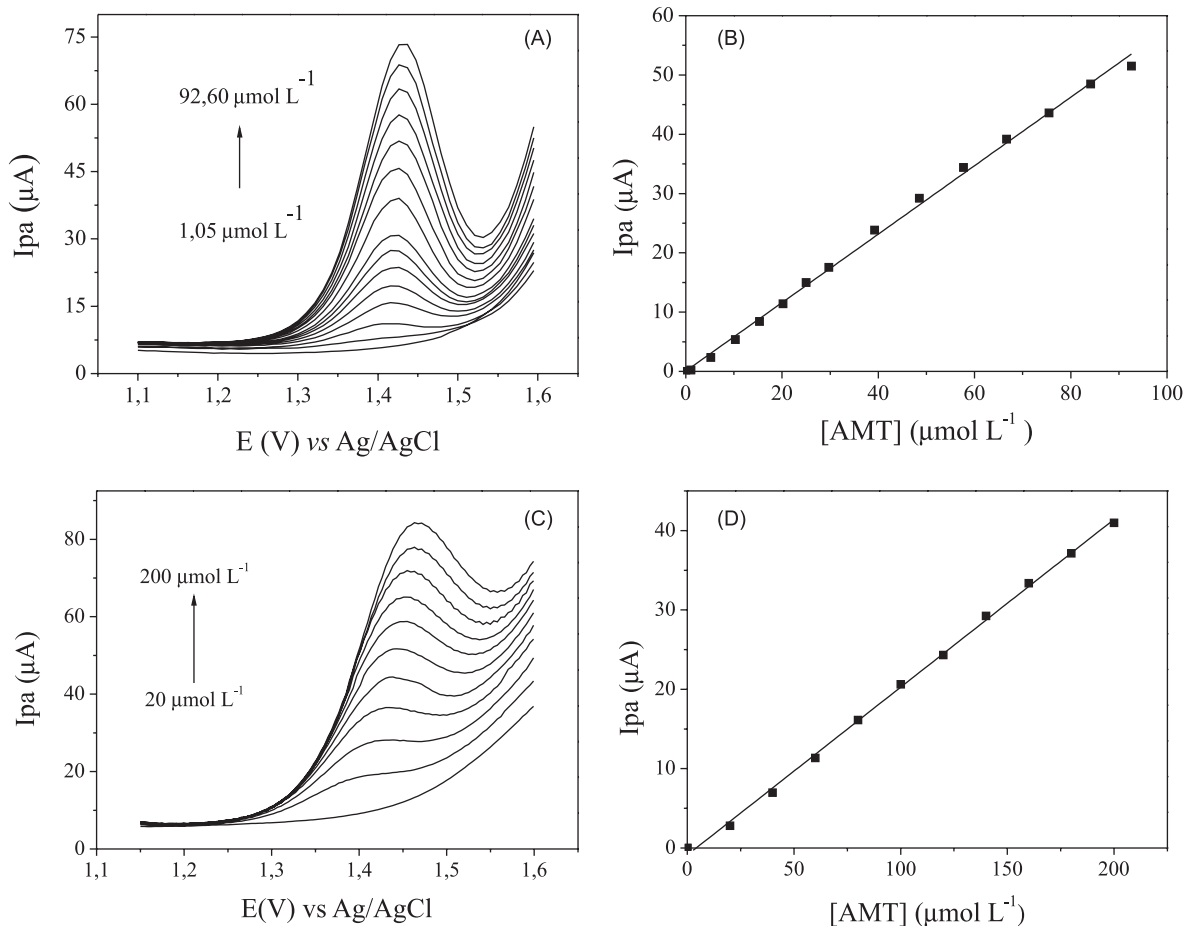 (A)
75
60
45
30
15
0
Ipa (μA)
92,60 μmol L-1
1,05 μmol L-1
1,1 1,2 1,3 1,4 1,5 1,6
E (V) vs Ag/AgCl
(B)
60
50
40
30
20
10
0
Ipa (μA)
0 20 40 60 80 100
[AMT] (μmol L-1 )
(C)
80
60
40
20
0
Ipa (μA)
200 μmol L-1
20 μmol L-1
1,1 1,2 1,3 1,4 1,5 1,6
E(V) vs Ag/AgCl
(D)
40
30
20
10
0
Ipa (μA)
0 50 100 150 200
[AMT] (μmol L-1)